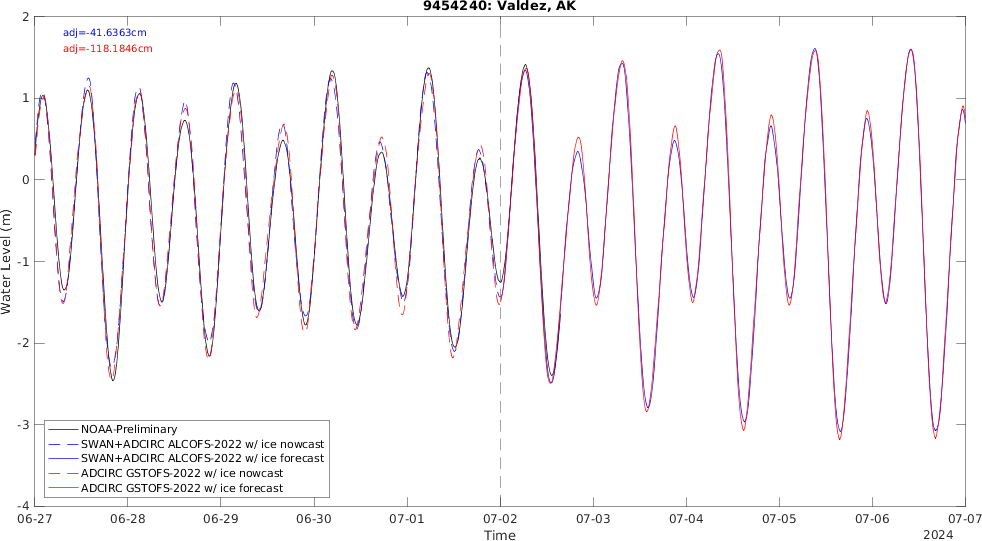 9454240: Valdez, AK
adj=-41.6363cm
adj=-118.1846cm
2
1
0
-1
-2
-3
-4
Water Level (m)
NOAA-Preliminary
SWAN+ADCIRC ALCOFS-2022 w/ ice nowcast
SWAN+ADCIRC ALCOFS-2022 w/ ice forecast
ADCIRC GSTOFS-2022 w/ ice nowcast
ADCIRC GSTOFS-2022 w/ ice forecast
06-27 06-28 06-29 06-30 07-01 07-02 07-03 07-04 07-05 07-06 07-07
Time
2024